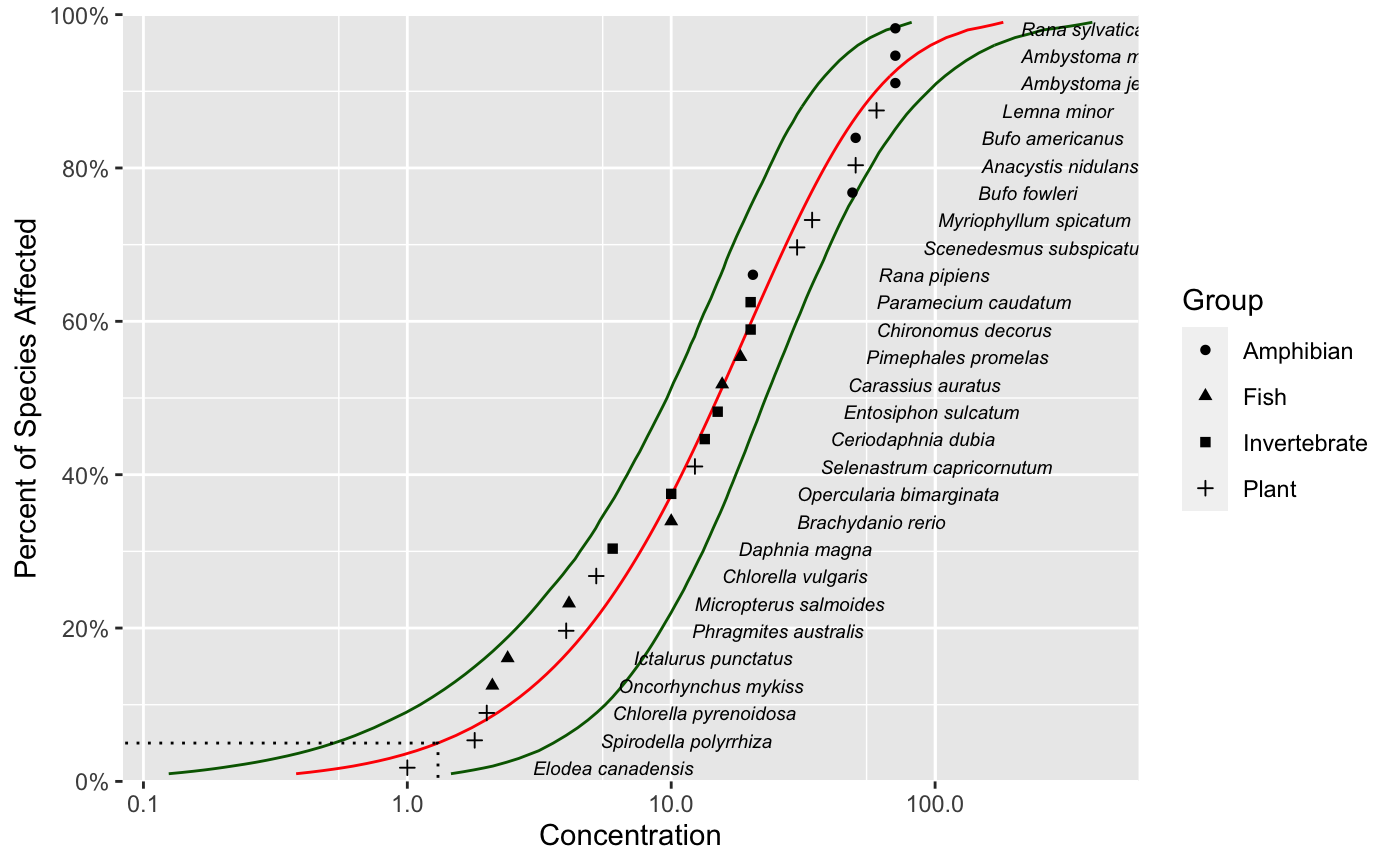 100%
80%
60%
40%
20%
0%
Percent of Species Affected
Rana sylvatica
Ambystoma m
Ambystoma je
Lemna minor
Bufo americanus
Anacystis nidulans
Bufo fowleri
Myriophyllum spicatum
Scenedesmus subspicatu
Rana pipiens
Paramecium caudatum
Chironomus decorus
Pimephales promelas
Carassius auratus
Entosiphon sulcatum
Ceriodaphnia dubia
Selenastrum capricornutum
Opercularia bimarginata
Brachydanio rerio
Daphnia magna
Chlorella vulgaris
Micropterus salmoides
Phragmites australis
Ictalurus punctatus
Oncorhynchus mykiss
Chlorella pyrenoidosa
Spirodella polyrrhiza
Elodea canadensis
0.1 1.0 10.0 100.0
Concentration
Group
Amphibian
Fish
Invertebrate
Plant